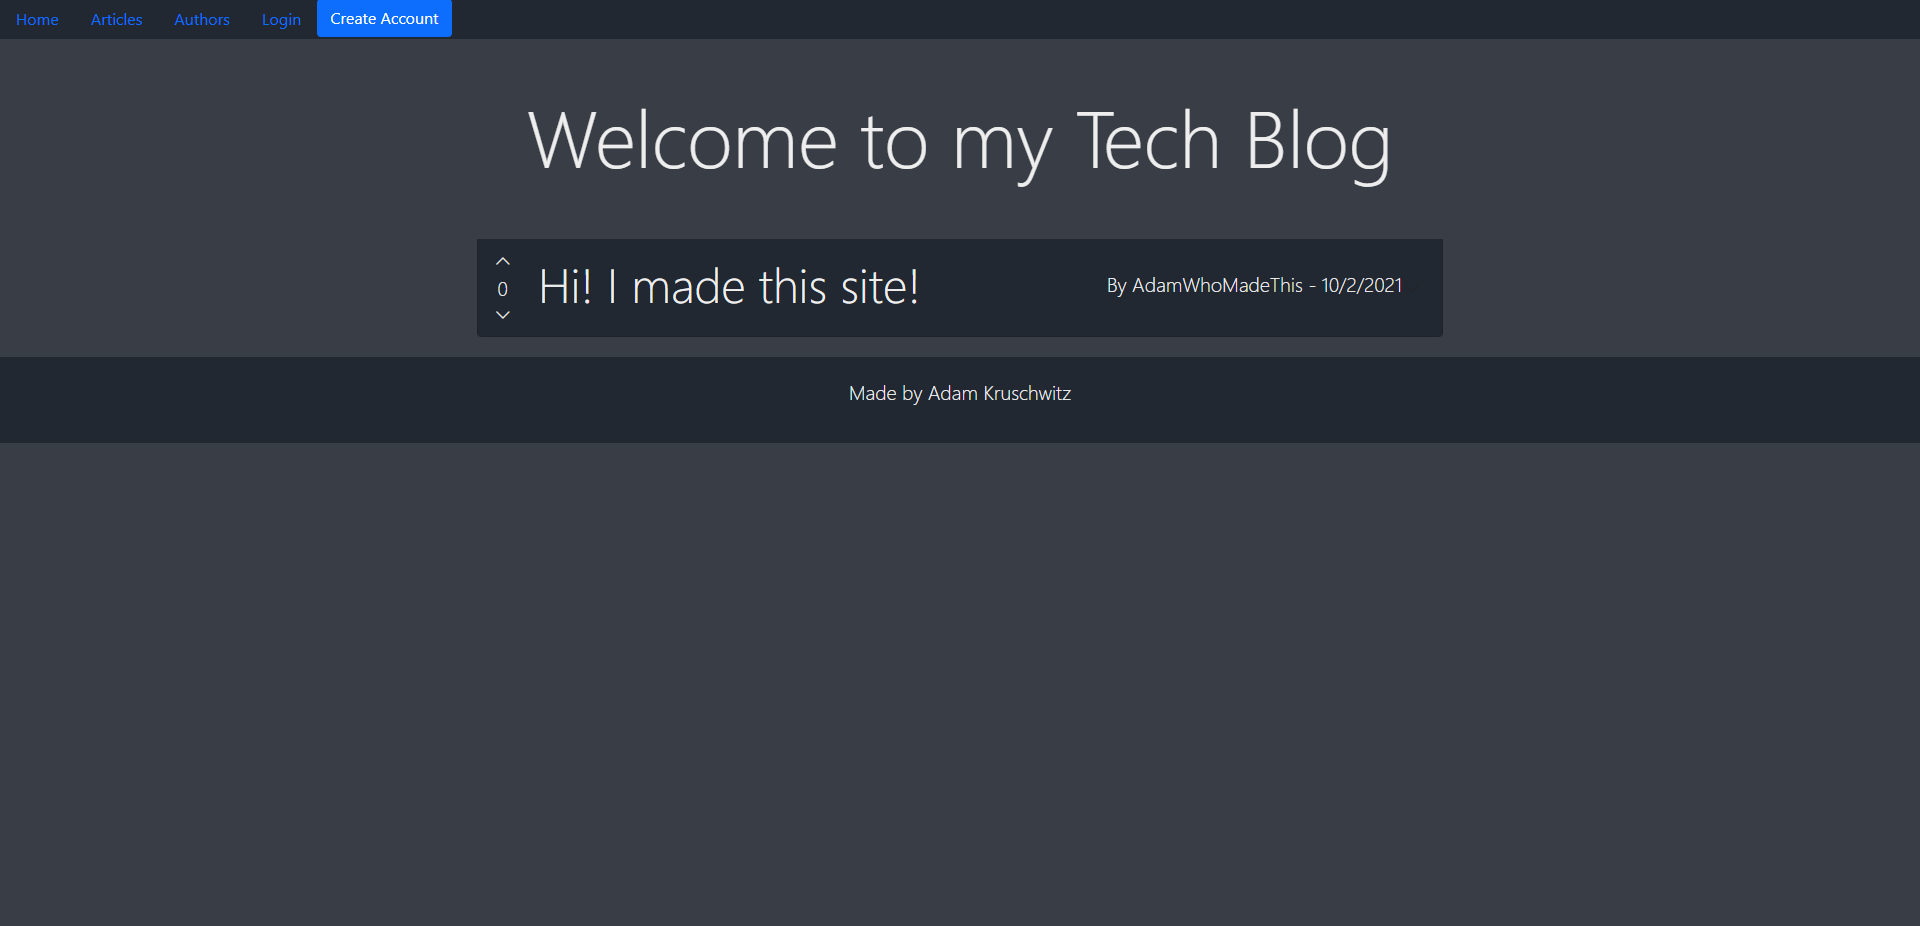 Home Articles Authors Login Create Account
Welcome to my Tech Blog
0 Hi! I made this site! By AdamWhoMadeThis - 10/2/2021
Made by Adam Kruschwitz